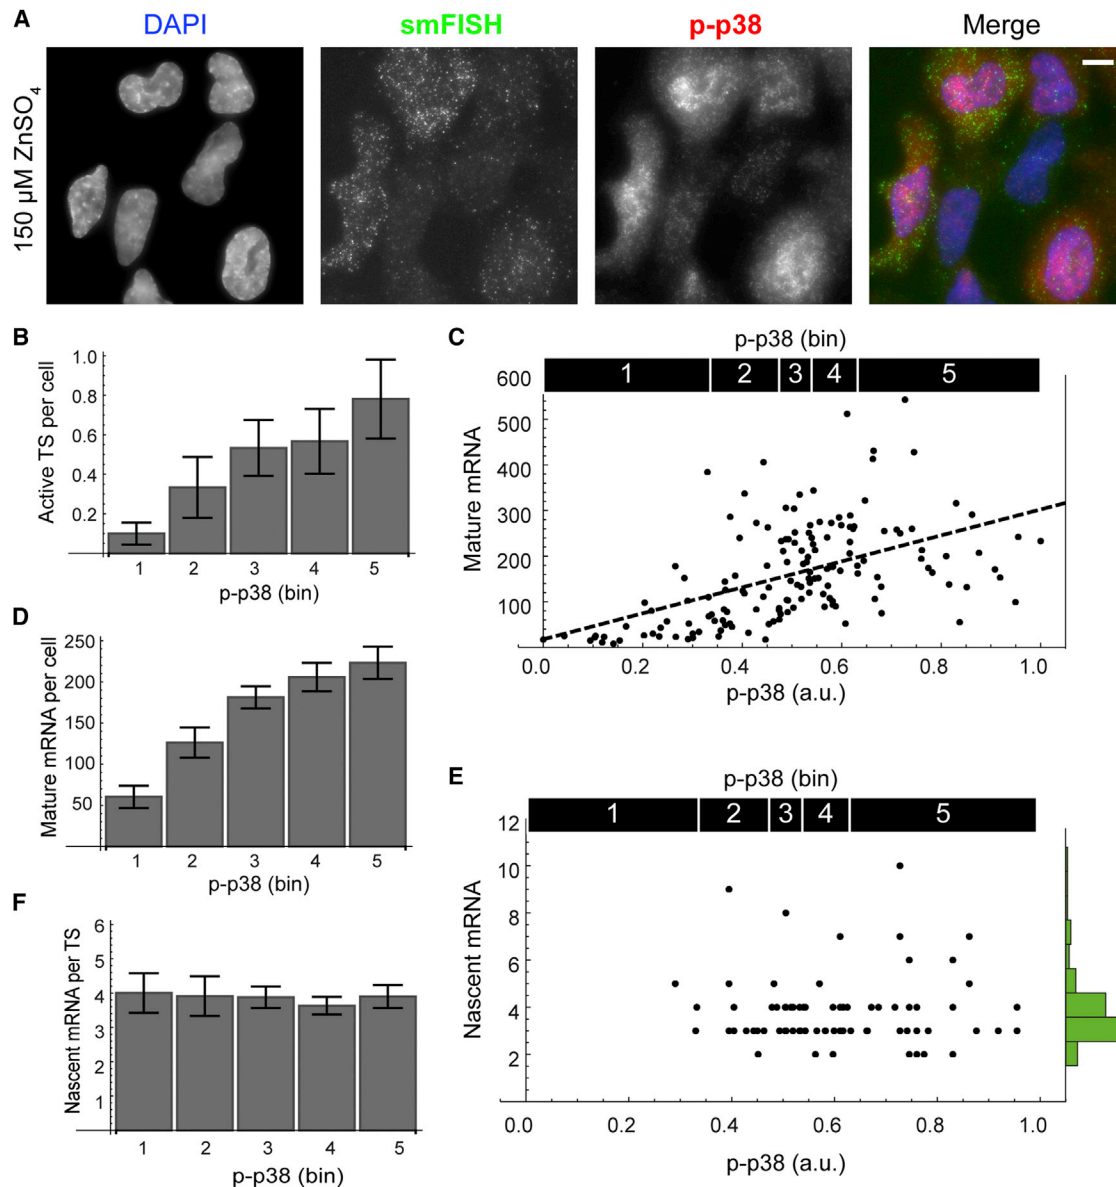 A
DAPI
smFISH
p-p38
Merge
150 µM ZnSO4
B
Active TS per cell
1.0
0.8
0.6
0.4
0.2
1 2 3 4 5
p-p38 (bin)
C
p-p38 (bin)
1 2 3 4 5
Mature mRNA
600
500
400
300
200
100
0.0 0.2 0.4 0.6 0.8 1.0
p-p38 (a.u.)
D
Mature mRNA per cell
250
200
150
100
50
1 2 3 4 5
p-p38 (bin)
E
p-p38 (bin)
1 2 3 4 5
Nascent mRNA
12
10
8
6
4
2
0.0 0.2 0.4 0.6 0.8 1.0
p-p38 (a.u.)
F
Nascent mRNA per TS
6
5
4
3
2
1
1 2 3 4 5
p-p38 (bin)